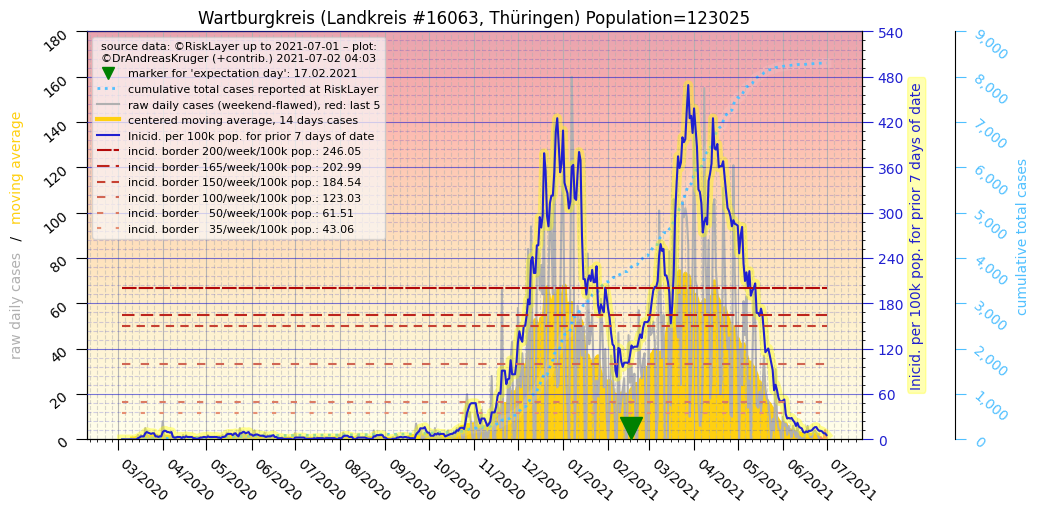 Wartburgkreis (Landkreis #16063, Thüringen) Population=123025
source data: ©RiskLayer up to 2021-07-01 – plot:
©DrAndreasKruger (+contrib.) 2021-07-02 04:03
marker for 'expectation day': 17.02.2021
cumulative total cases reported at RiskLayer
raw daily cases (weekend-flawed), red: last 5
centered moving average, 14 days cases
Inicid. per 100k pop. for prior 7 days of date
incid. border 200/week/100k pop.: 246.05
incid. border 165/week/100k pop.: 202.99
incid. border 150/week/100k pop.: 184.54
incid. border 100/week/100k pop.: 123.03
incid. border   50/week/100k pop.: 61.51
incid. border   35/week/100k pop.: 43.06
raw daily cases / moving average
180
160
140
120
100
80
60
40
20
0
03/2020
04/2020
05/2020
06/2020
07/2020
08/2020
09/2020
10/2020
11/2020
12/2020
01/2021
02/2021
03/2021
04/2021
05/2021
06/2021
07/2021
540
480
420
360
300
240
180
120
60
0
Inicid. per 100k pop. for prior 7 days of date
9,000
8,000
7,000
6,000
5,000
4,000
3,000
2,000
1,000
0
cumulative total cases